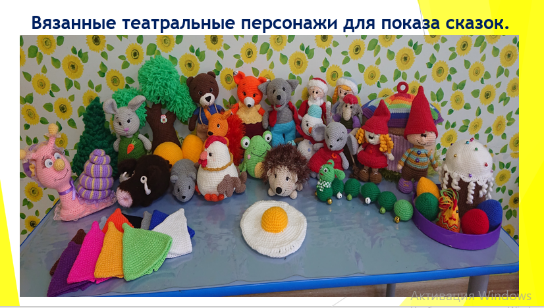 Вязанные театральные персонажи для показа сказок.
Активация Windows